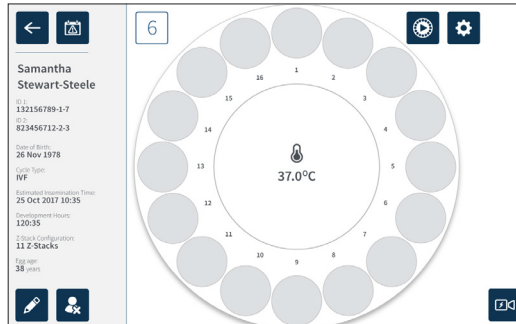 Samantha
Stewart-Steele
ID 1:
132156789-1-7
ID 2:
823456712-2-3
Date of Birth:
26 Nov 1978
Cycle Type:
IVF
Estimated Insemination Time:
25 Oct 2017 10:35
Development Hours:
120:35
Z-Stack Configuration:
11 Z-Stacks
Egg age:
38 years
6
1
2
3
4
5
6
7
8
9
10
11
12
13
14
15
16
37.0°C